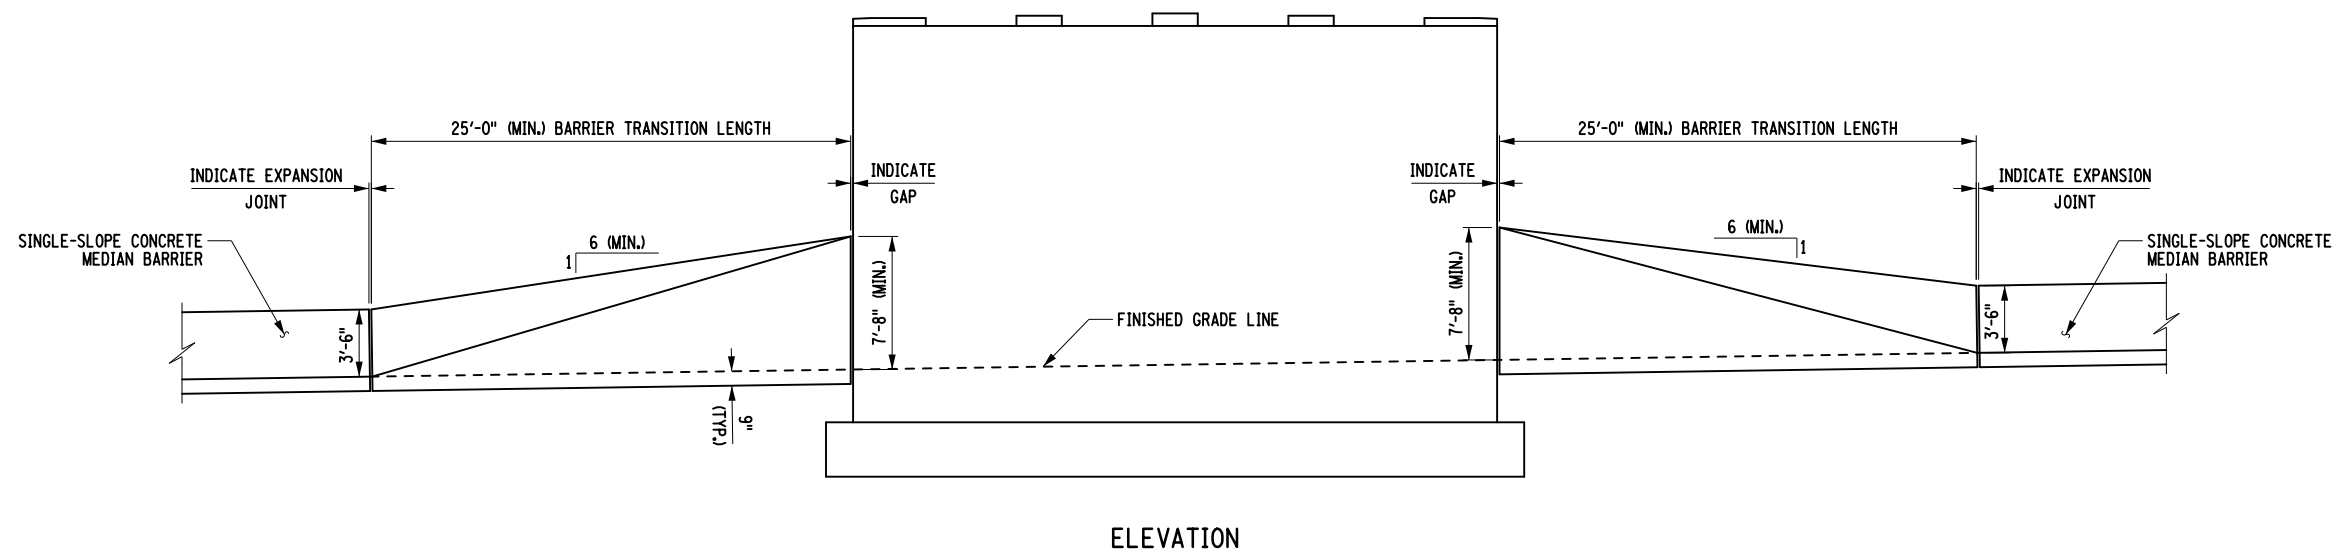 25'-0" (MIN.) BARRIER TRANSITION LENGTH
25'-0" (MIN.) BARRIER TRANSITION LENGTH
INDICATE EXPANSION
JOINT
INDICATE
GAP
INDICATE
GAP
INDICATE EXPANSION
JOINT
SINGLE-SLOPE CONCRETE
MEDIAN BARRIER
6 (MIN.)
1
6 (MIN.)
1
SINGLE-SLOPE CONCRETE
MEDIAN BARRIER
3'-6"
7'-8" (MIN.)
FINISHED GRADE LINE
7'-8" (MIN.)
3'-6"
9"
(TYP.)
ELEVATION